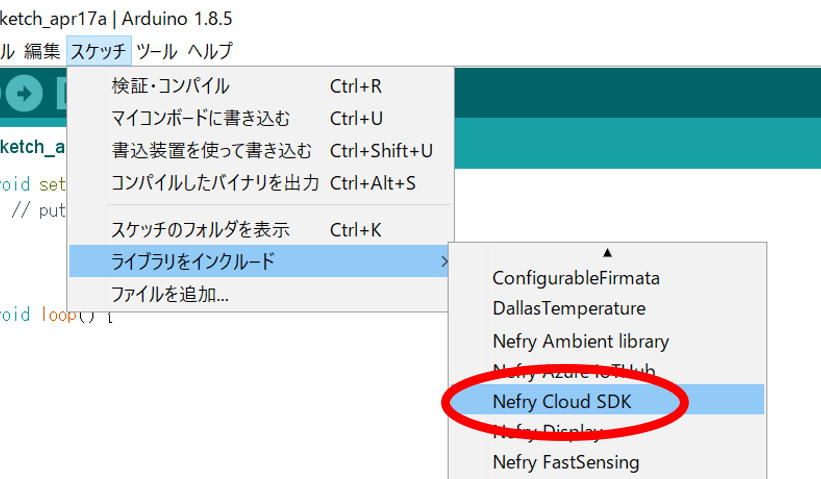 ketch_apr17a | Arduino 1.8.5
ル 編集 スケッチ ツール ヘルプ
検証・コンパイル Ctrl+R
マイコンボードに書き込む Ctrl+U
ketch_a
書込装置を使って書き込む Ctrl+Shift+U
void set
コンパイルしたバイナリを出力 Ctrl+Alt+S
// put
スケッチのフォルダを表示 Ctrl+K
ライブラリをインクルード
ファイルを追加...
void loop() {
ConfigurableFirmata
DallasTemperature
Nefry Ambient library
Nefry Azure IoTHub
Nefry Cloud SDK
Nefry Display
Nefry FastSensing